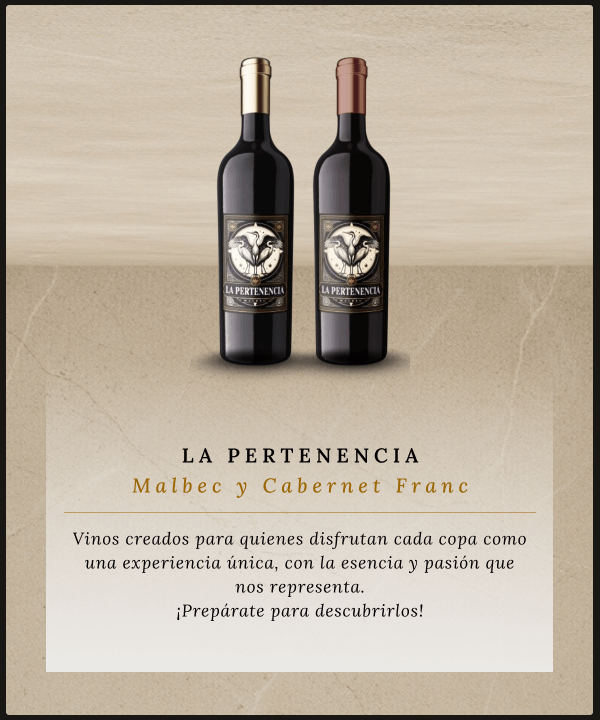 LA PERTENENCIA
LA PERTENENCIA
LA PERTENENCIA
Malbec y Cabernet Franc
Vinos creados para quienes disfrutan cada copa como
una experiencia única, con la esencia y pasión que
nos representa.
¡Prepárate para descubrirlos!